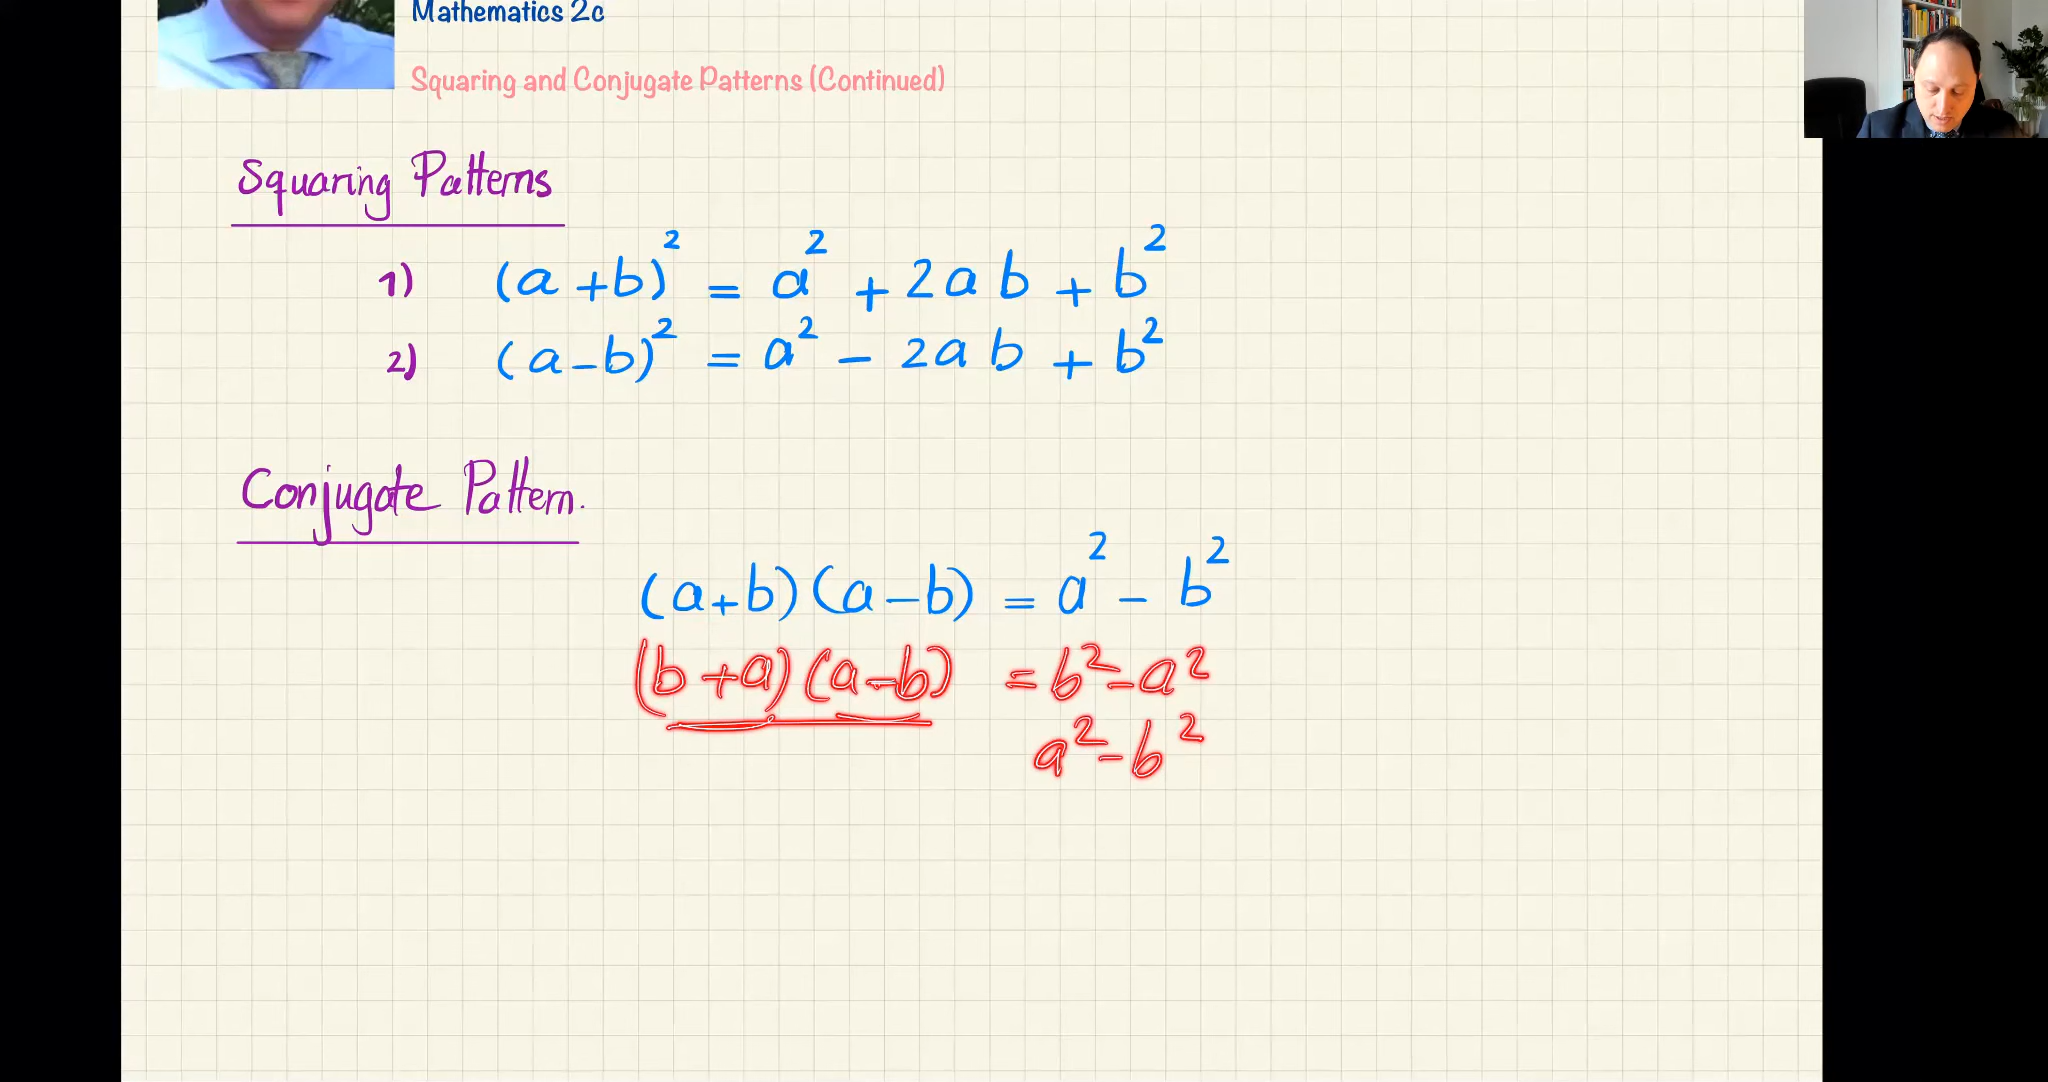 Mathematics 2c
Squaring and Conjugate Patterns (Continued)
Squaring Patterns
1) (a+b)² = a² + 2ab + b²
2) (a-b)² = a² - 2ab + b²
Conjugate Pattern.
(a+b)(a-b) = a² - b²
(b+a)(a-b) = b²-a²
a²-b²